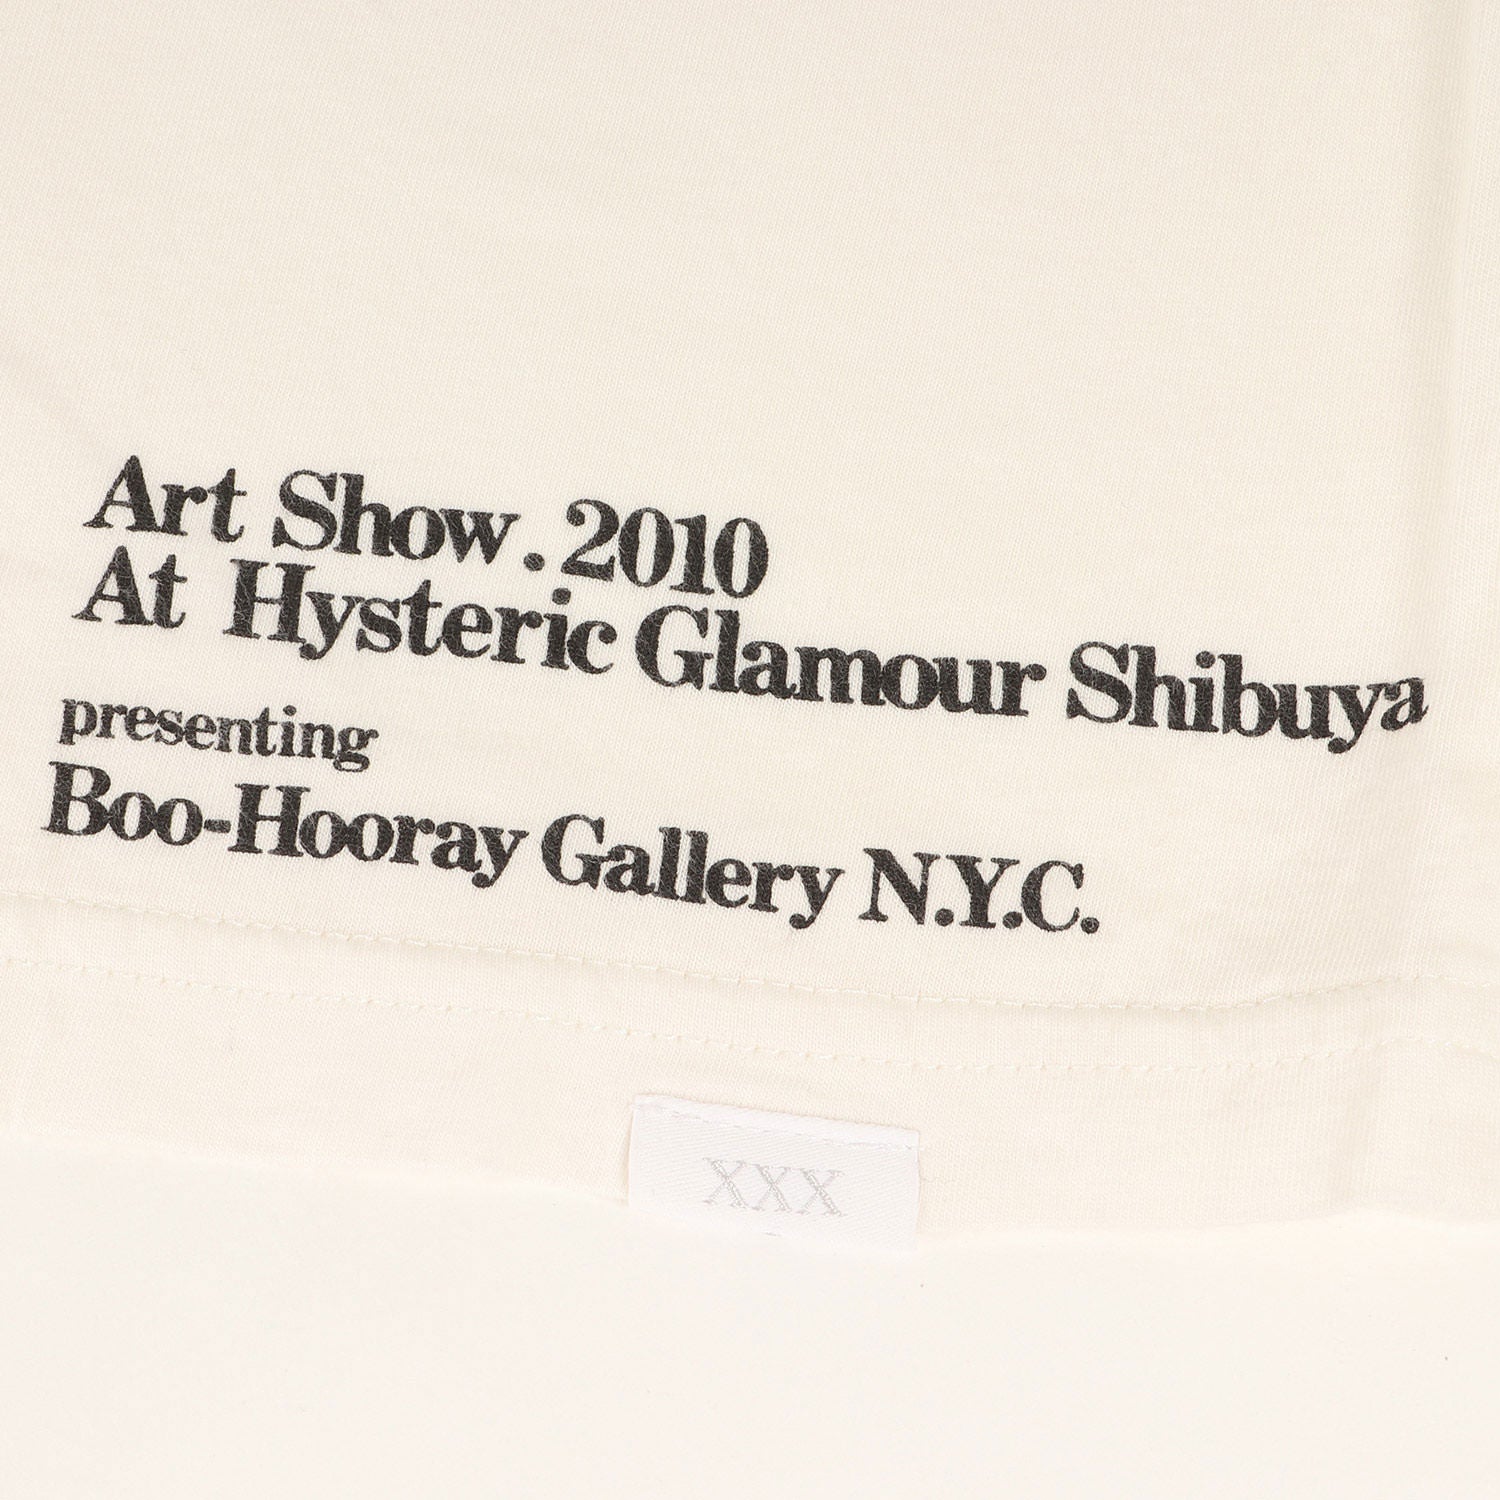 Art Show. 2010
At Hysteric Glamour Shibuya
presenting
Boo-Hooray Gallery N.Y.C.
XXX